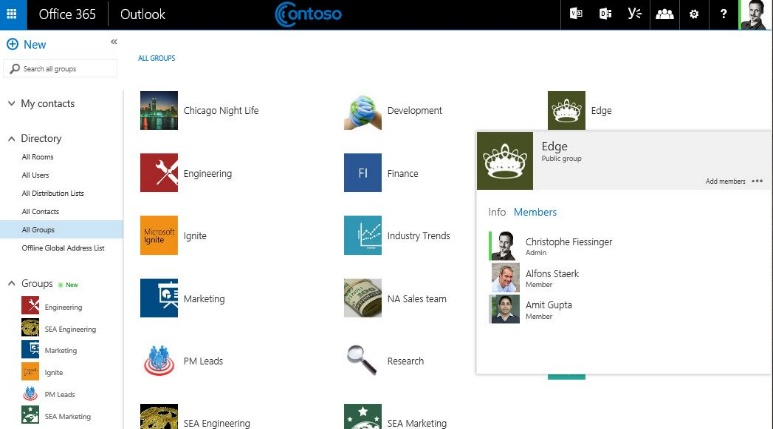 Office 365
Outlook
Contoso
?
New
Search all groups
My contacts
Directory
All Rooms
All Users
All Distribution Lists
All Contacts
All Groups
Offline Global Address List
Groups New
Engineering
SEA Engineering
Marketing
Ignite
PM Leads
SEA Marketing
ALL GROUPS
Chicago Night Life
Development
Edge
Engineering
FI
Finance
Microsoft
Ignite
Ignite
Industry Trends
Marketing
NA Sales team
PM Leads
Research
SEA Engineering
SEA Marketing
Edge
Public group
Add members
Info Members
Christophe Fiessinger
Admin
Alfons Staerk
Member
Amit Gupta
Member